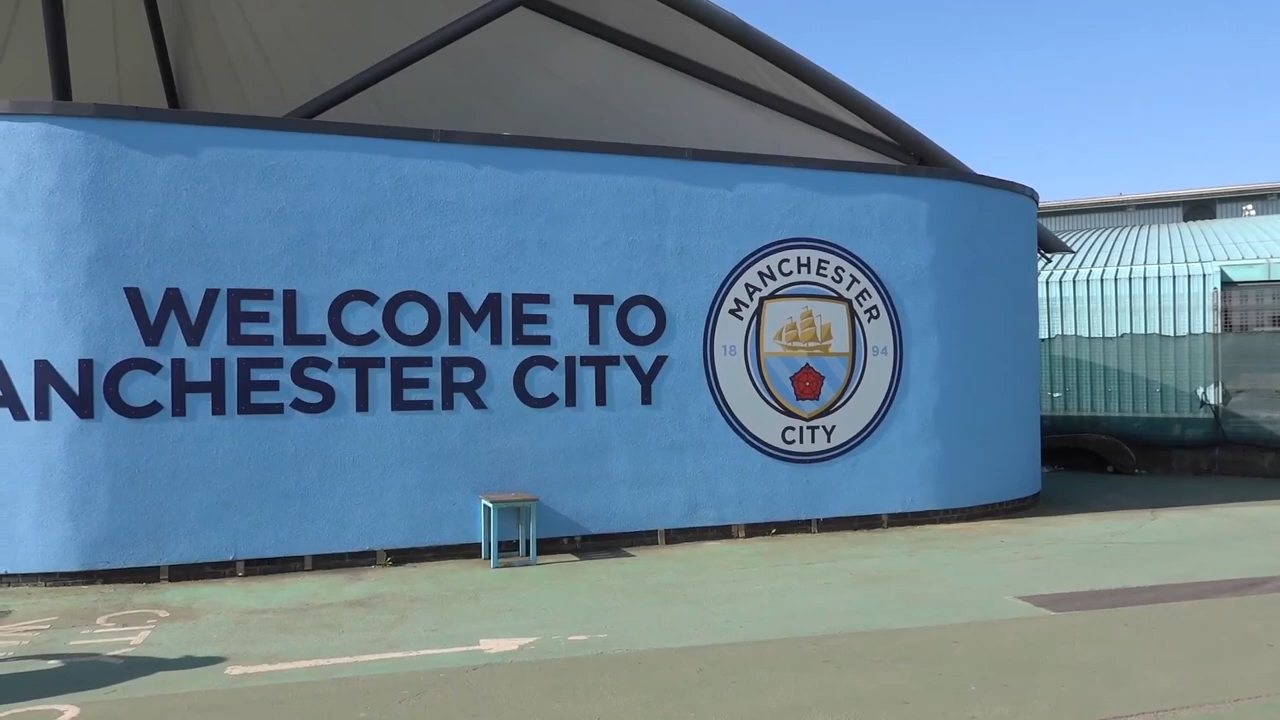 WELCOME TO
ANCHESTER CITY
MANCHESTER
18 94
CITY